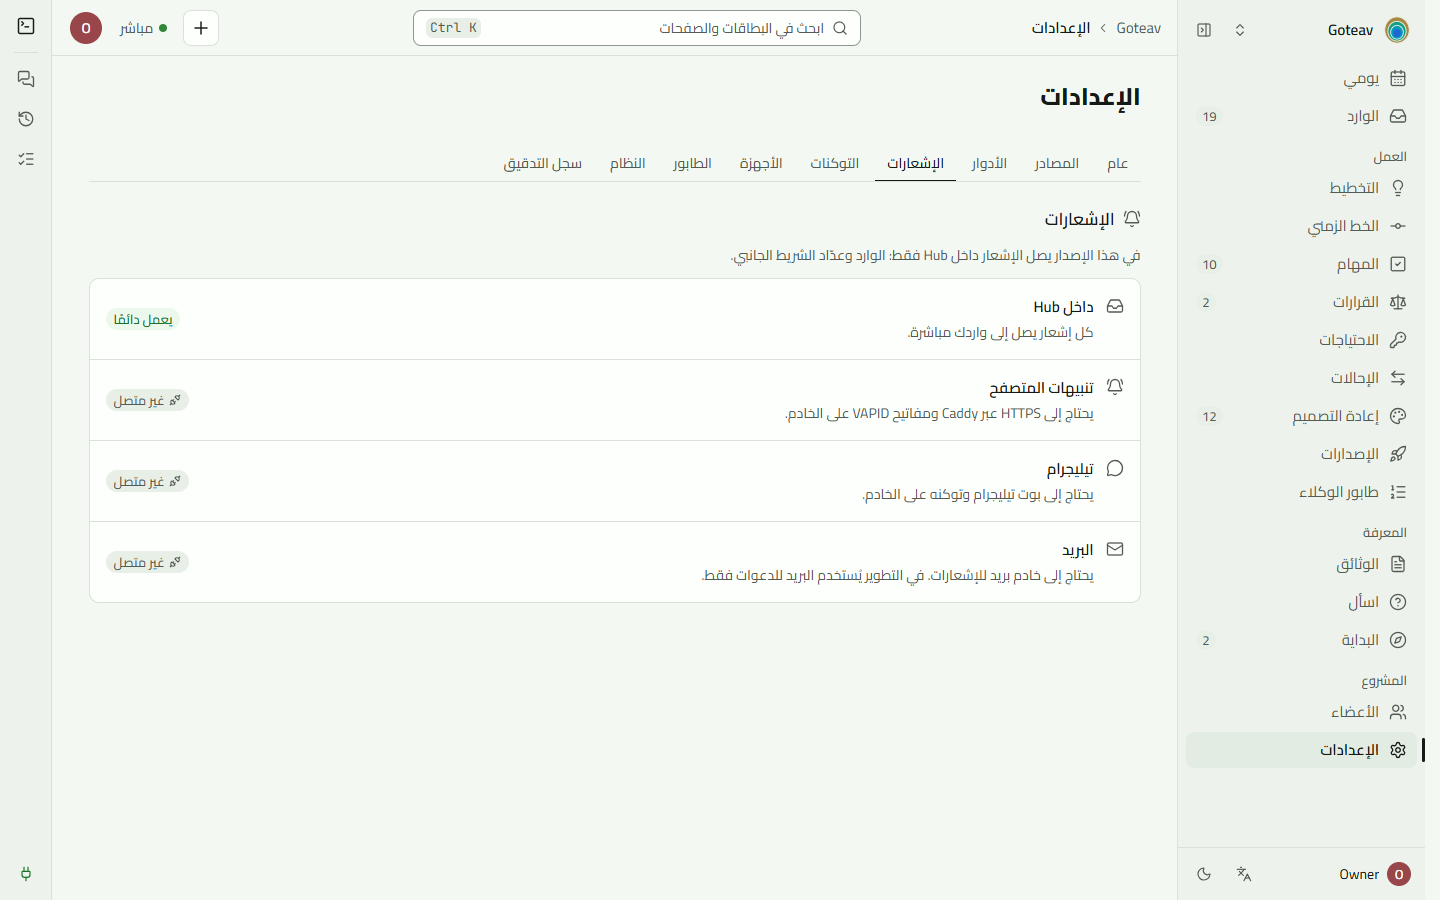 Goteav
يومي
الوارد 19
العمل
التخطيط
الخط الزمني
المهام 10
القرارات 2
الاحتياجات
الإحالات
إعادة التصميم 12
الإصدارات
طابور الوكلاء
المعرفة
الوثائق
اسأل
البداية 2
المشروع
الأعضاء
الإعدادات
Owner O
Goteav الإعدادات
ابحث في البطاقات والصفحات Ctrl K
مباشر
O
الإعدادات
عام المصادر الأدوار الإشعارات التوكنات الأجهزة الطابور النظام سجل التدقيق
الإشعارات
في هذا الإصدار يصل الإشعار داخل Hub فقط: الوارد وعدّاد الشريط الجانبي.
داخل Hub
كل إشعار يصل إلى واردك مباشرة.
يعمل دائمًا
تنبيهات المتصفح
يحتاج إلى HTTPS عبر Caddy ومفاتيح VAPID على الخادم.
غير متصل
تيليجرام
يحتاج إلى بوت تيليجرام وتوكنه على الخادم.
غير متصل
البريد
يحتاج إلى خادم بريد للإشعارات. في التطوير يُستخدم البريد للدعوات فقط.
غير متصل